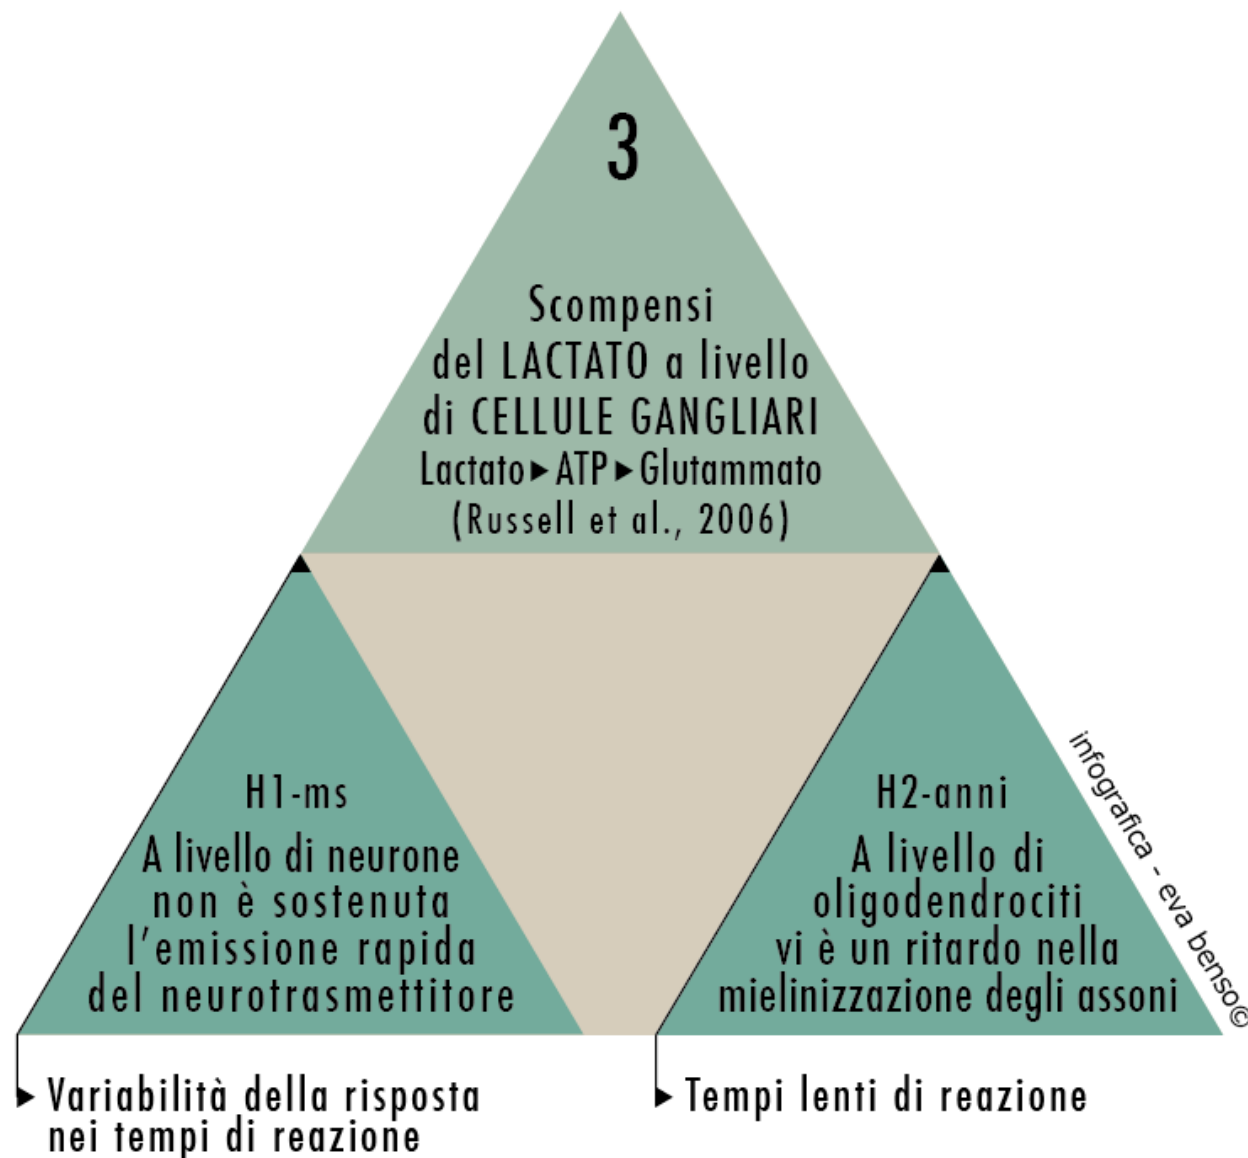 3
Scompensi
del LACTATO a livello
di CELLULE GANGLIARI
Lactato ▸ ATP ▸ Glutammato
(Russell et al., 2006)
H1-ms
A livello di neurone
non è sostenuta
l'emissione rapida
del neurotrasmettitore
H2-anni
A livello di
oligodendrociti
vi è un ritardo nella
mielinizzazione degli assoni
infografica - eva benso©
Variabilità della risposta
nei tempi di reazione
Tempi lenti di reazione